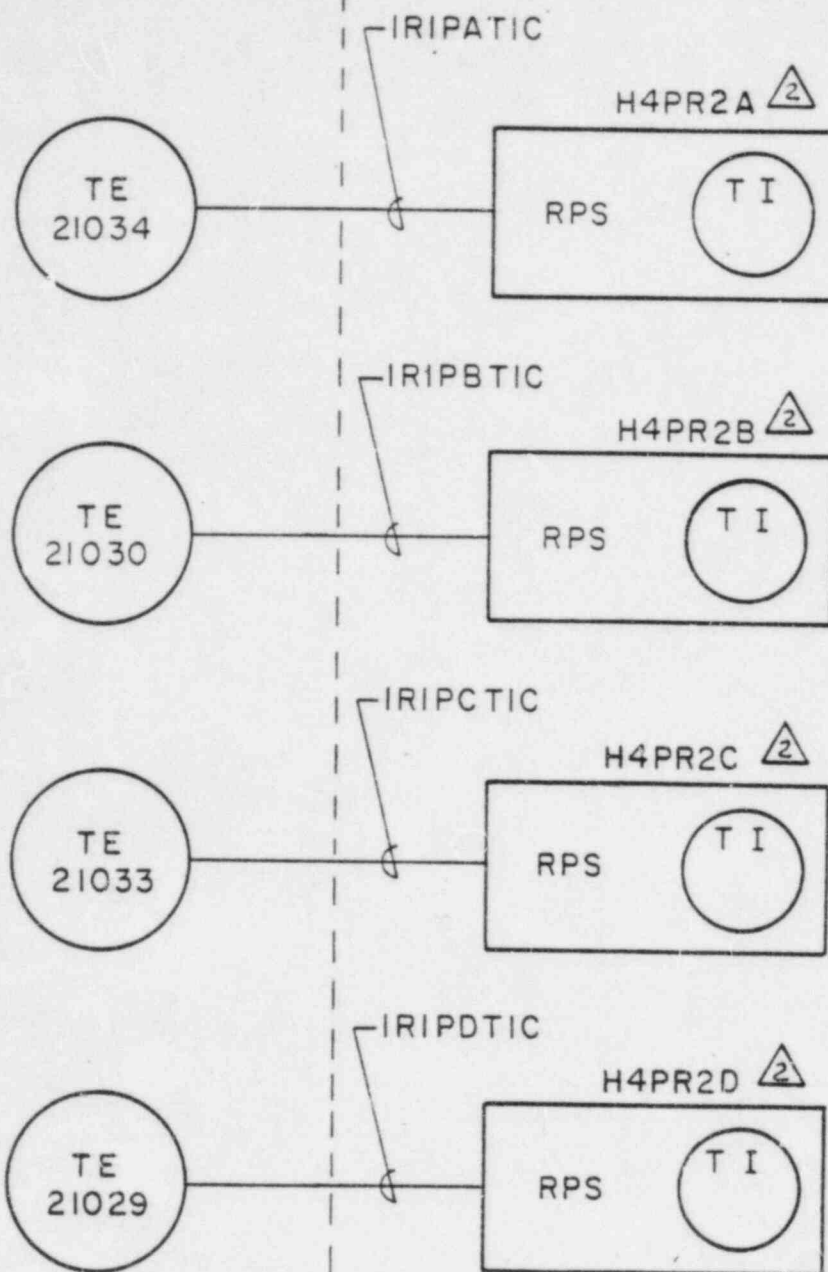 IRIPATIC
H4PR2A 2
TE
21034
RPS
T I
IRIPBTIC
H4PR2B 2
TE
21030
RPS
T I
IRIPCTIC
H4PR2C 2
TE
21033
RPS
T I
IRIPDTIC
H4PR2D 2
TE
21029
RPS
T I